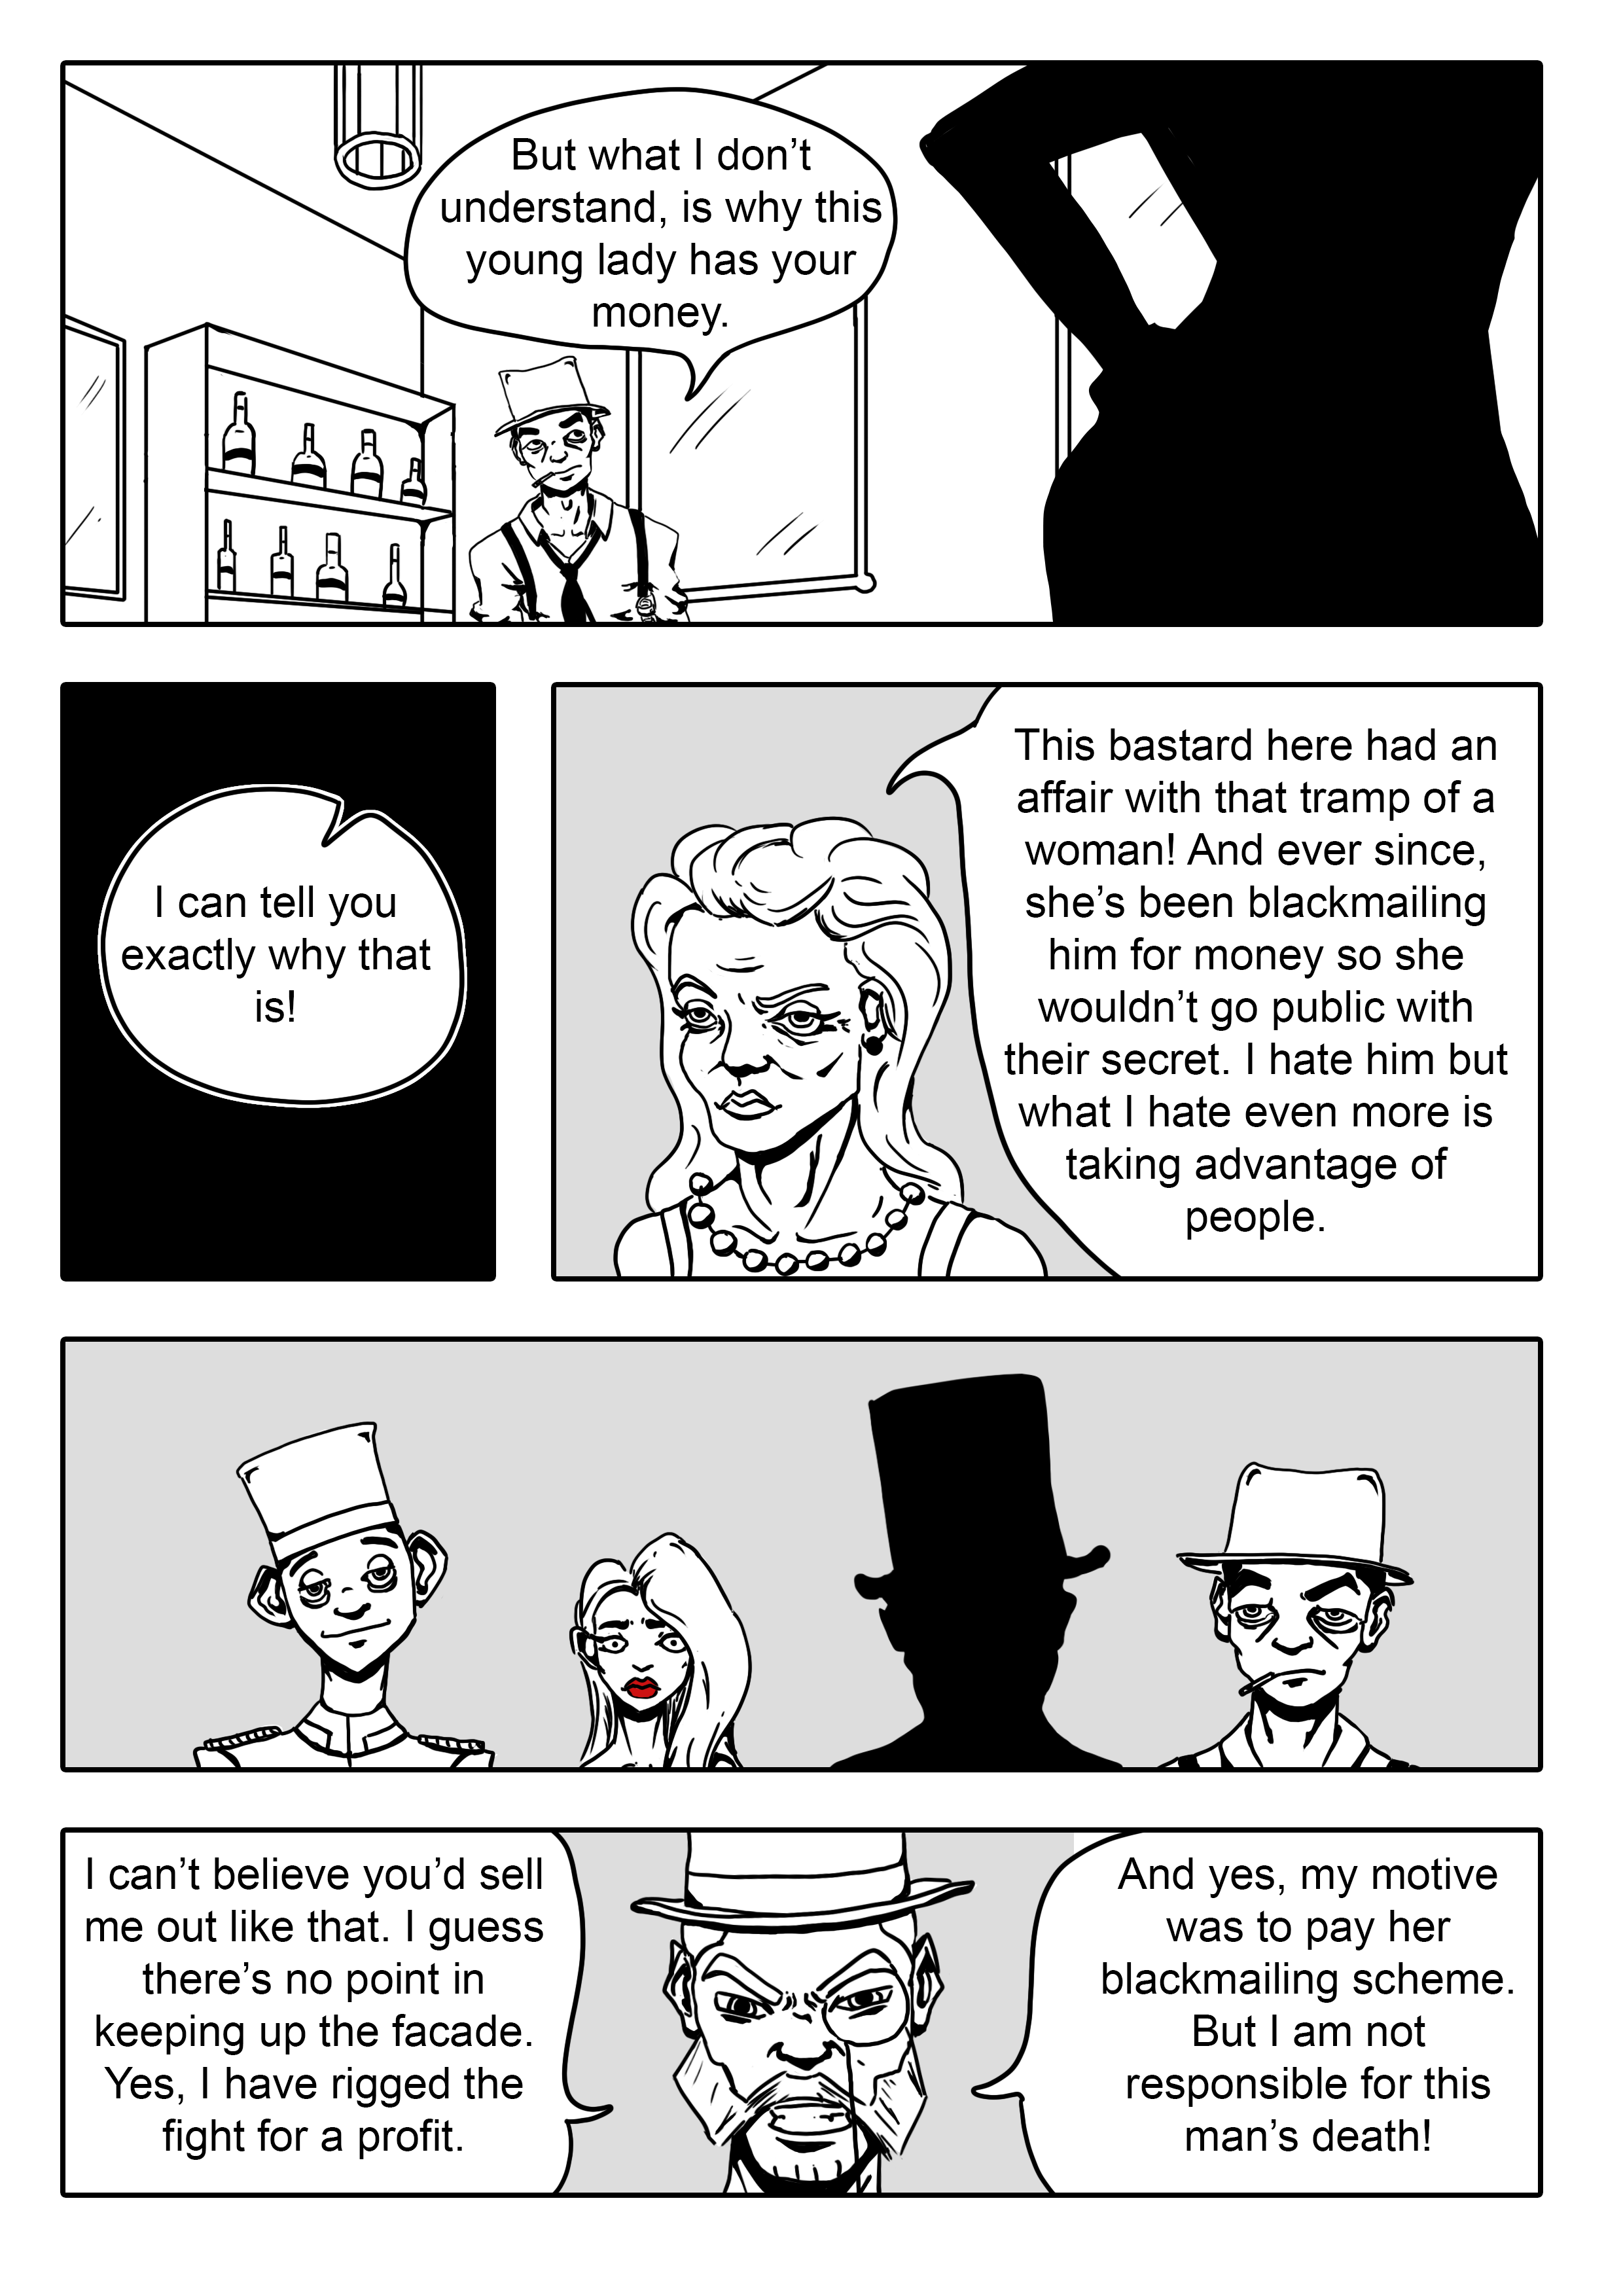 But what I don’t
understand, is why this
young lady has your
money.
I can tell you
exactly why that
is!
This bastard here had an
affair with that tramp of a
woman! And ever since,
she’s been blackmailing
him for money so she
wouldn’t go public with
their secret. I hate him but
what I hate even more is
taking advantage of
people.
I can’t believe you’d sell
me out like that. I guess
there’s no point in
keeping up the facade.
Yes, I have rigged the
fight for a profit.
And yes, my motive
was to pay her
blackmailing scheme.
But I am not
responsible for this
man’s death!